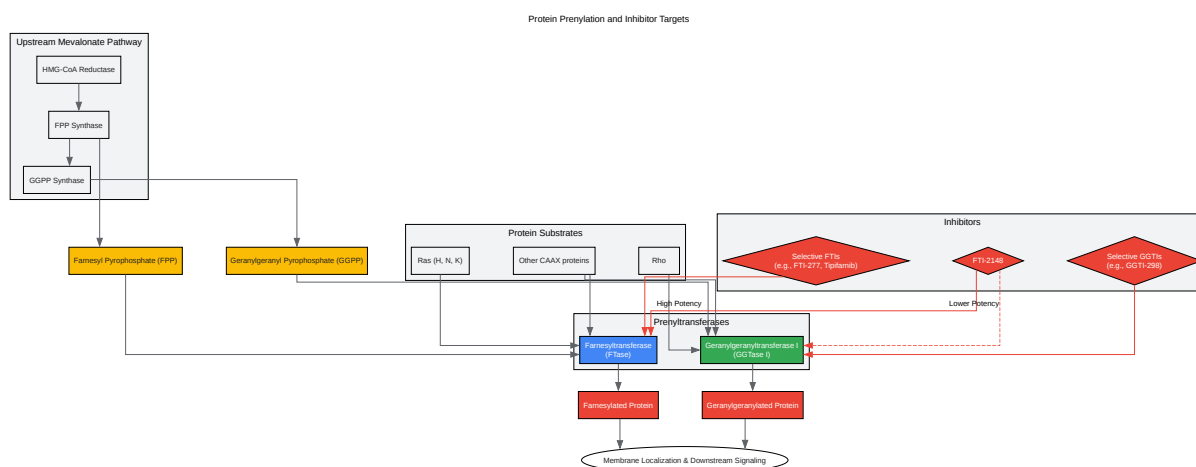 Protein Prenylation and Inhibitor Targets
Upstream Mevalonate Pathway
HMG-CoA Reductase
FPP Synthase
GGPP Synthase
Farnesyl Pyrophosphate (FPP)
Geranylgeranyl Pyrophosphate (GGPP)
Protein Substrates
Ras (H, N, K)
Other CAAX proteins
Rho
Inhibitors
Selective FTIs
(e.g., FTI-277, Tipifarnib)
FTI-2148
Selective GGTIs
(e.g., GGTI-298)
High Potency
Lower Potency
Prenyltransferases
Farnesyltransferase
(FTase)
Geranylgeranyltransferase I
(GGTase I)
Farnesylated Protein
Geranylgeranylated Protein
Membrane Localization & Downstream Signaling